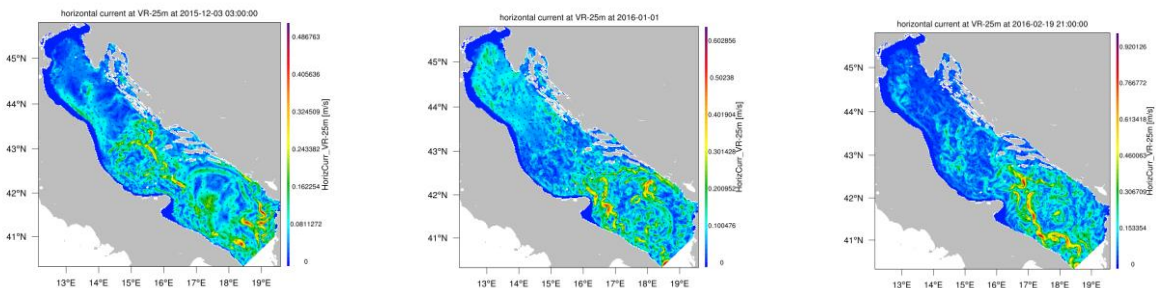 horizontal current at VR-25m at 2015-12-03 03:00:00
45°N
44°N
43°N
42°N
41°N
13°E 14°E 15°E 16°E 17°E 18°E 19°E
0.486763
0.405636
0.324509
0.243382
0.162254
0.0811272
0
HorizCurr_VR-25m [m/s]
horizontal current at VR-25m at 2016-01-01
45°N
44°N
43°N
42°N
41°N
13°E 14°E 15°E 16°E 17°E 18°E 19°E
0.602856
0.50238
0.401904
0.301428
0.200952
0.100476
0
HorizCurr_VR-25m [m/s]
horizontal current at VR-25m at 2016-02-19 21:00:00
45°N
44°N
43°N
42°N
41°N
13°E 14°E 15°E 16°E 17°E 18°E 19°E
0.920126
0.766772
0.613418
0.460063
0.306709
0.153354
0
HorizCurr_VR-25m [m/s]